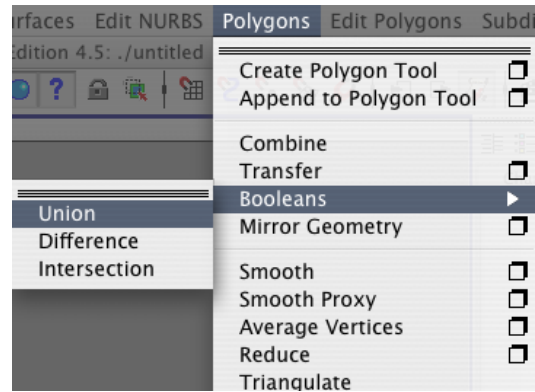 rfaces Edit NURBS Polygons Edit Polygons Subdi
Edition 4.5: ./untitled
Create Polygon Tool
Append to Polygon Tool
Combine
Transfer
Booleans
Mirror Geometry
Smooth
Smooth Proxy
Average Vertices
Reduce
Triangulate
Union
Difference
Intersection